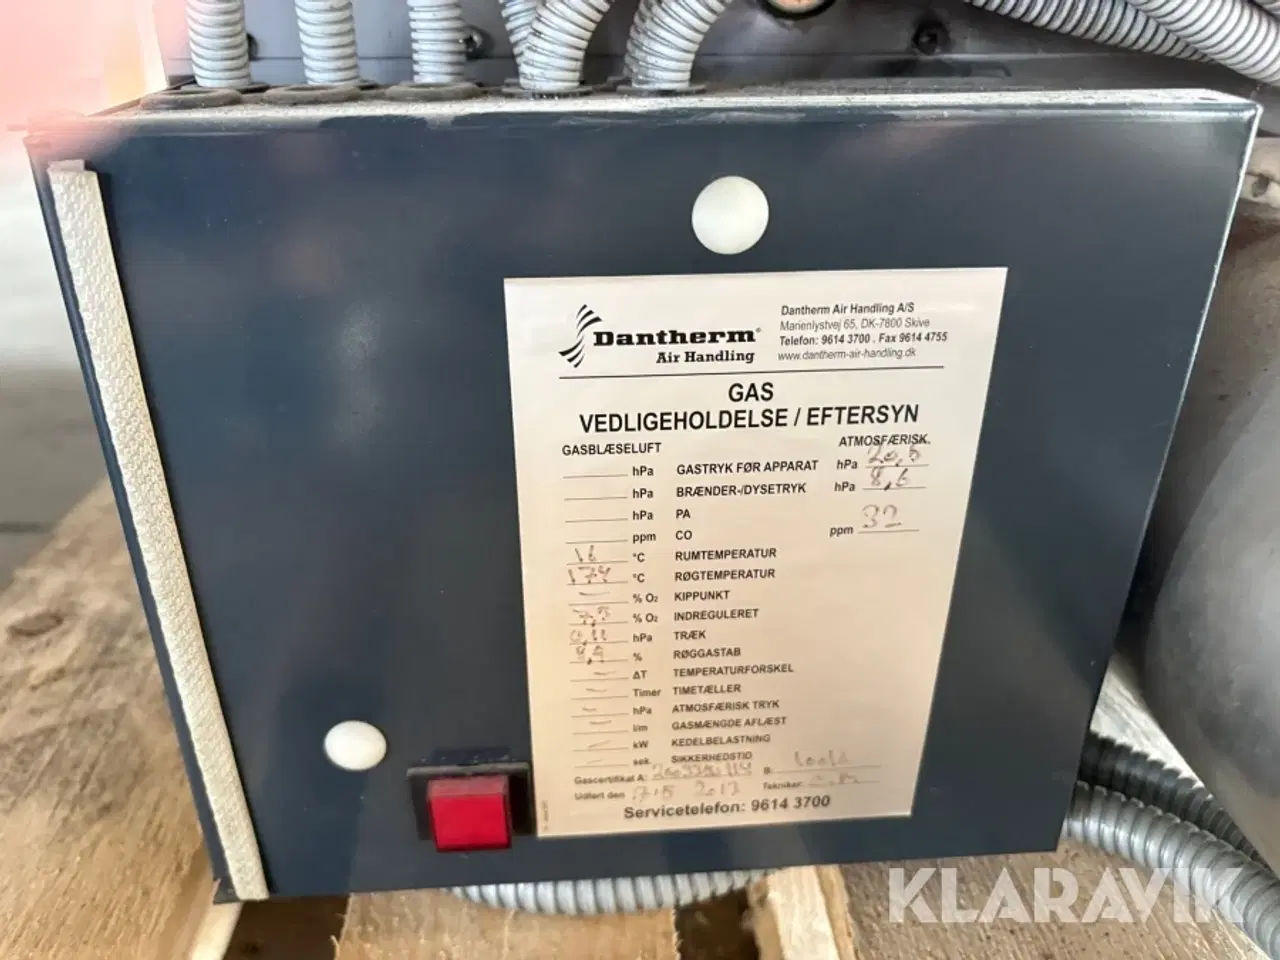 Dantherm®
Air Handling
Dantherm Air Handling A/S
Marienlystvej 65, DK-7800 Skive
Telefon: 9614 3700 . Fax 9614 4755
www.dantherm-air-handling.dk
GAS
VEDLIGEHOLDELSE / EFTERSYN
GASBLÆSELUFT ATMOSFÆRISK.
hPa GASTRYK FØR APPARAT hPa 20,5
hPa BRÆNDER-/DYSETRYK hPa 8,6
hPa PA
ppm CO ppm 32
16 °C RUMTEMPERATUR
174 °C RØGTEMPERATUR
- % O2 KIPPUNKT
% O2 INDREGULERET
0,11 hPa TRÆK
% RØGGASTAB
- ΔT TEMPERATURFORSKEL
- Timer TIMETÆLLER
- hPa ATMOSFÆRISK TRYK
- l/m GASMÆNGDE AFLÆST
- kW KEDELBELASTNING
- sek. SIKKERHEDSTID
Gascertifikat A: B:
Udført den Tekniker:
Servicetelefon: 9614 3700
KLARAVIK